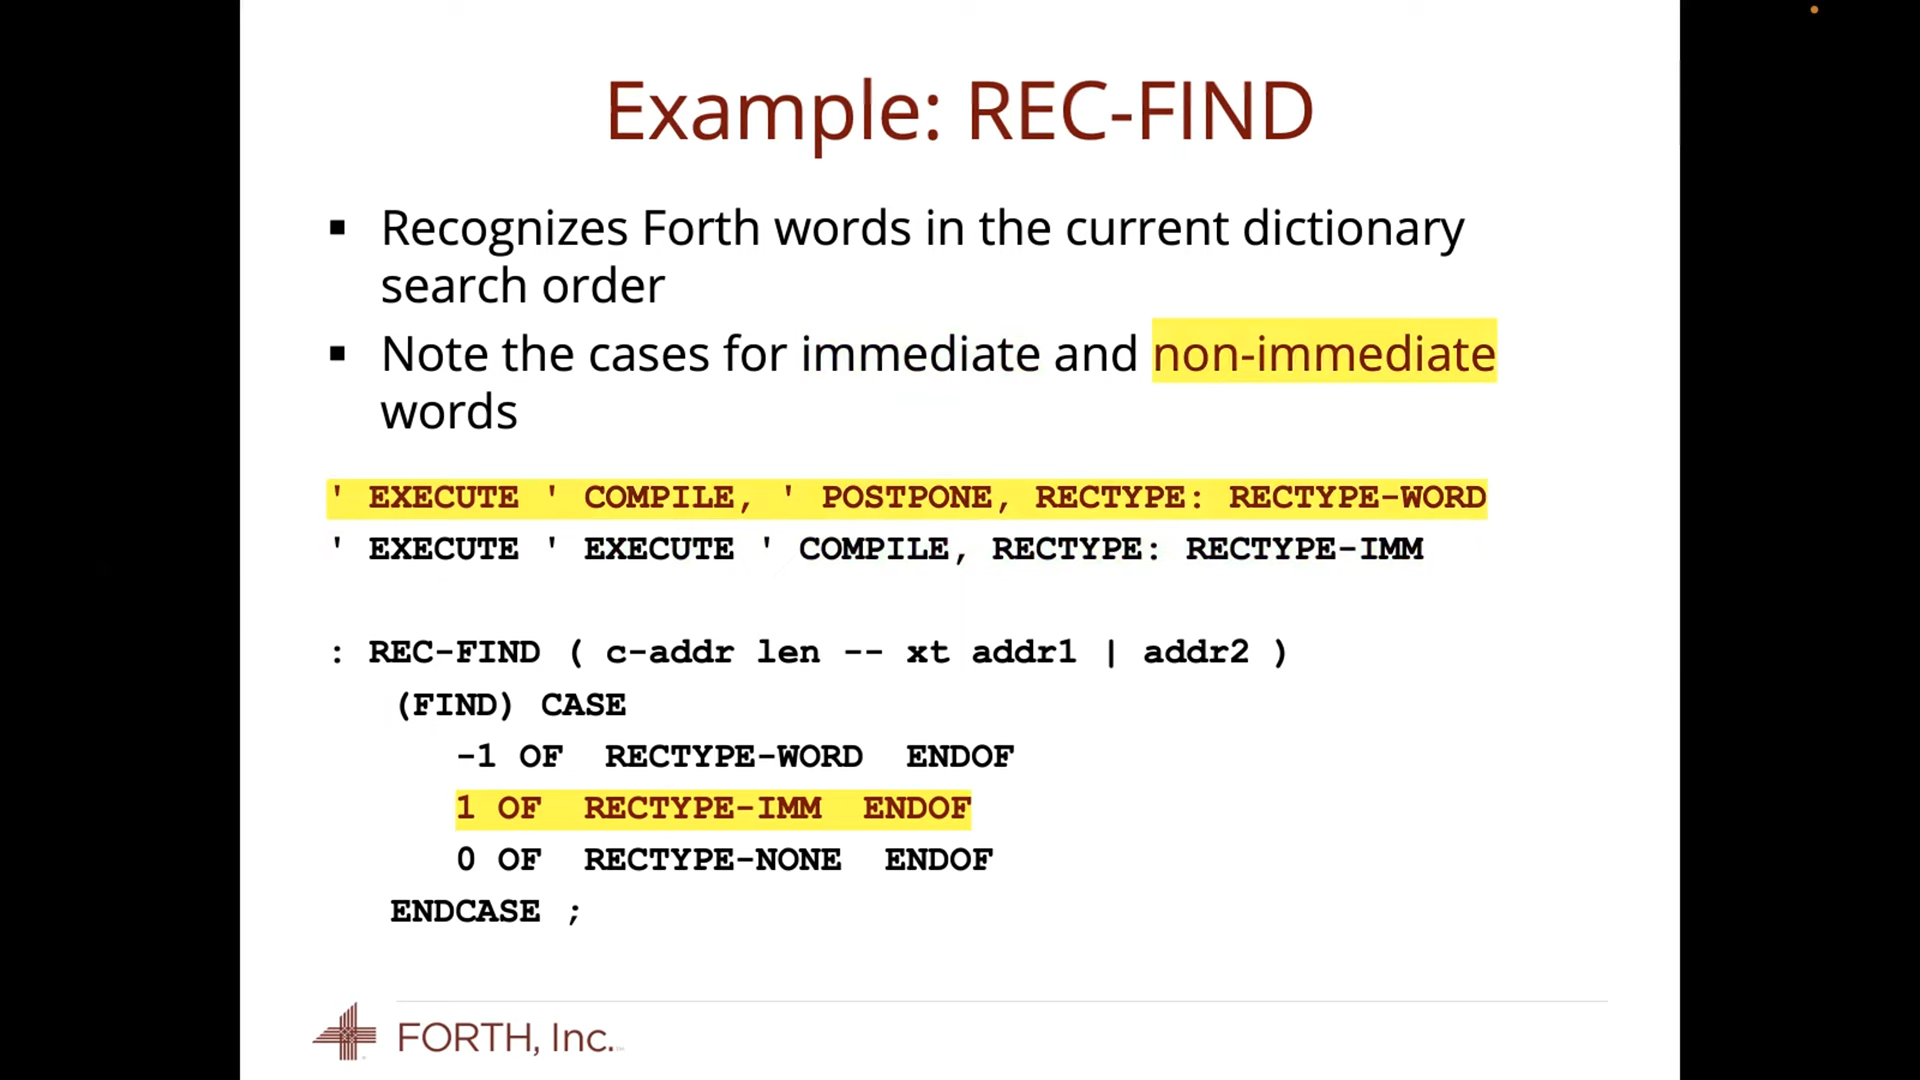 Example: REC-FIND
▪ Recognizes Forth words in the current dictionary
search order
▪ Note the cases for immediate and non-immediate
words
' EXECUTE ' COMPILE, ' POSTPONE, RECTYPE: RECTYPE-WORD
' EXECUTE ' EXECUTE ' COMPILE, RECTYPE: RECTYPE-IMM
: REC-FIND ( c-addr len -- xt addr1 | addr2 )
(FIND) CASE
-1 OF RECTYPE-WORD ENDOF
1 OF RECTYPE-IMM ENDOF
0 OF RECTYPE-NONE ENDOF
ENDCASE ;
FORTH, Inc.